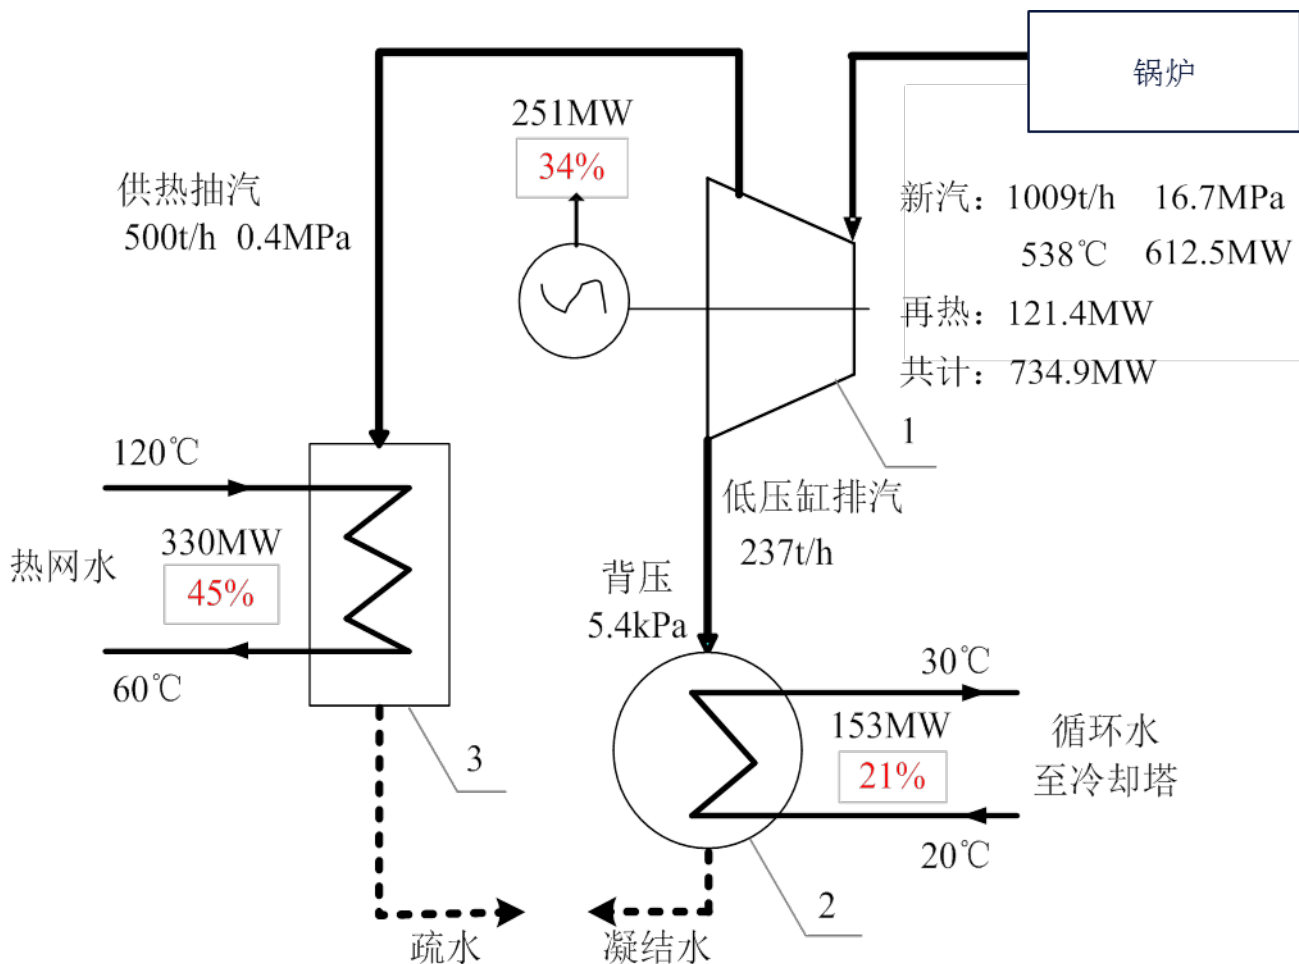 锅炉
251MW
34%
供热抽汽
500t/h 0.4MPa
新汽：1009t/h 16.7MPa
538℃ 612.5MW
再热：121.4MW
共计：734.9MW
1
120℃
热网水
330MW
45%
60℃
3
低压缸排汽
237t/h
背压
5.4kPa
30℃
153MW
21%
循环水
至冷却塔
20℃
2
疏水
凝结水